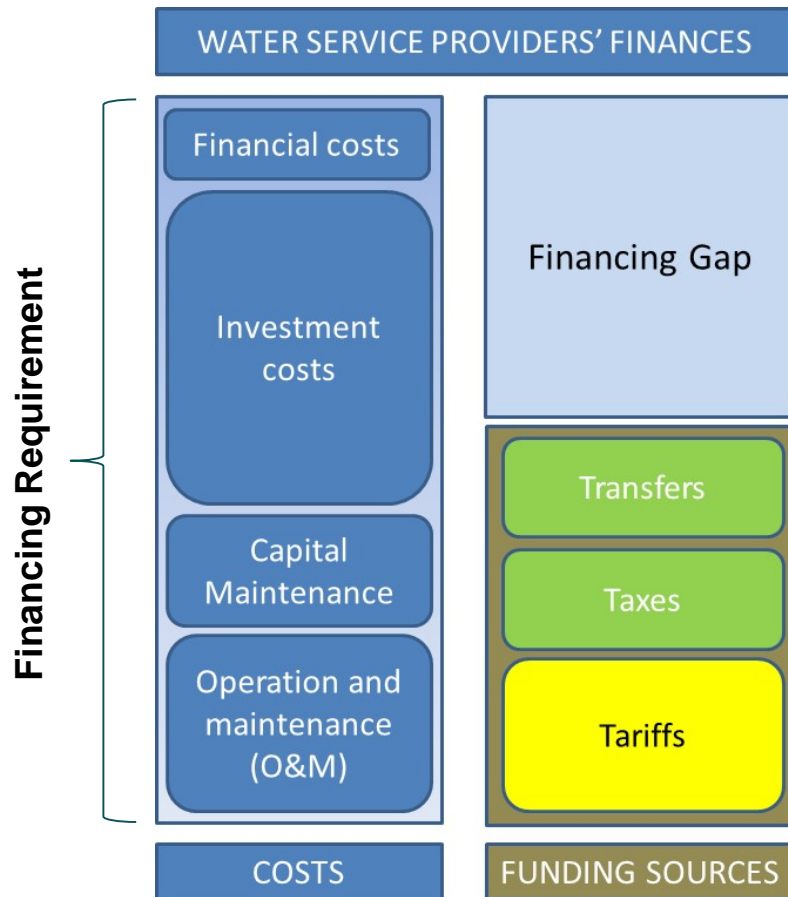 WATER SERVICE PROVIDERS’ FINANCES
Financing Requirement
Financial costs
Investment
costs
Capital
Maintenance
Operation and
maintenance
(O&M)
COSTS
Financing Gap
Transfers
Taxes
Tariffs
FUNDING SOURCES